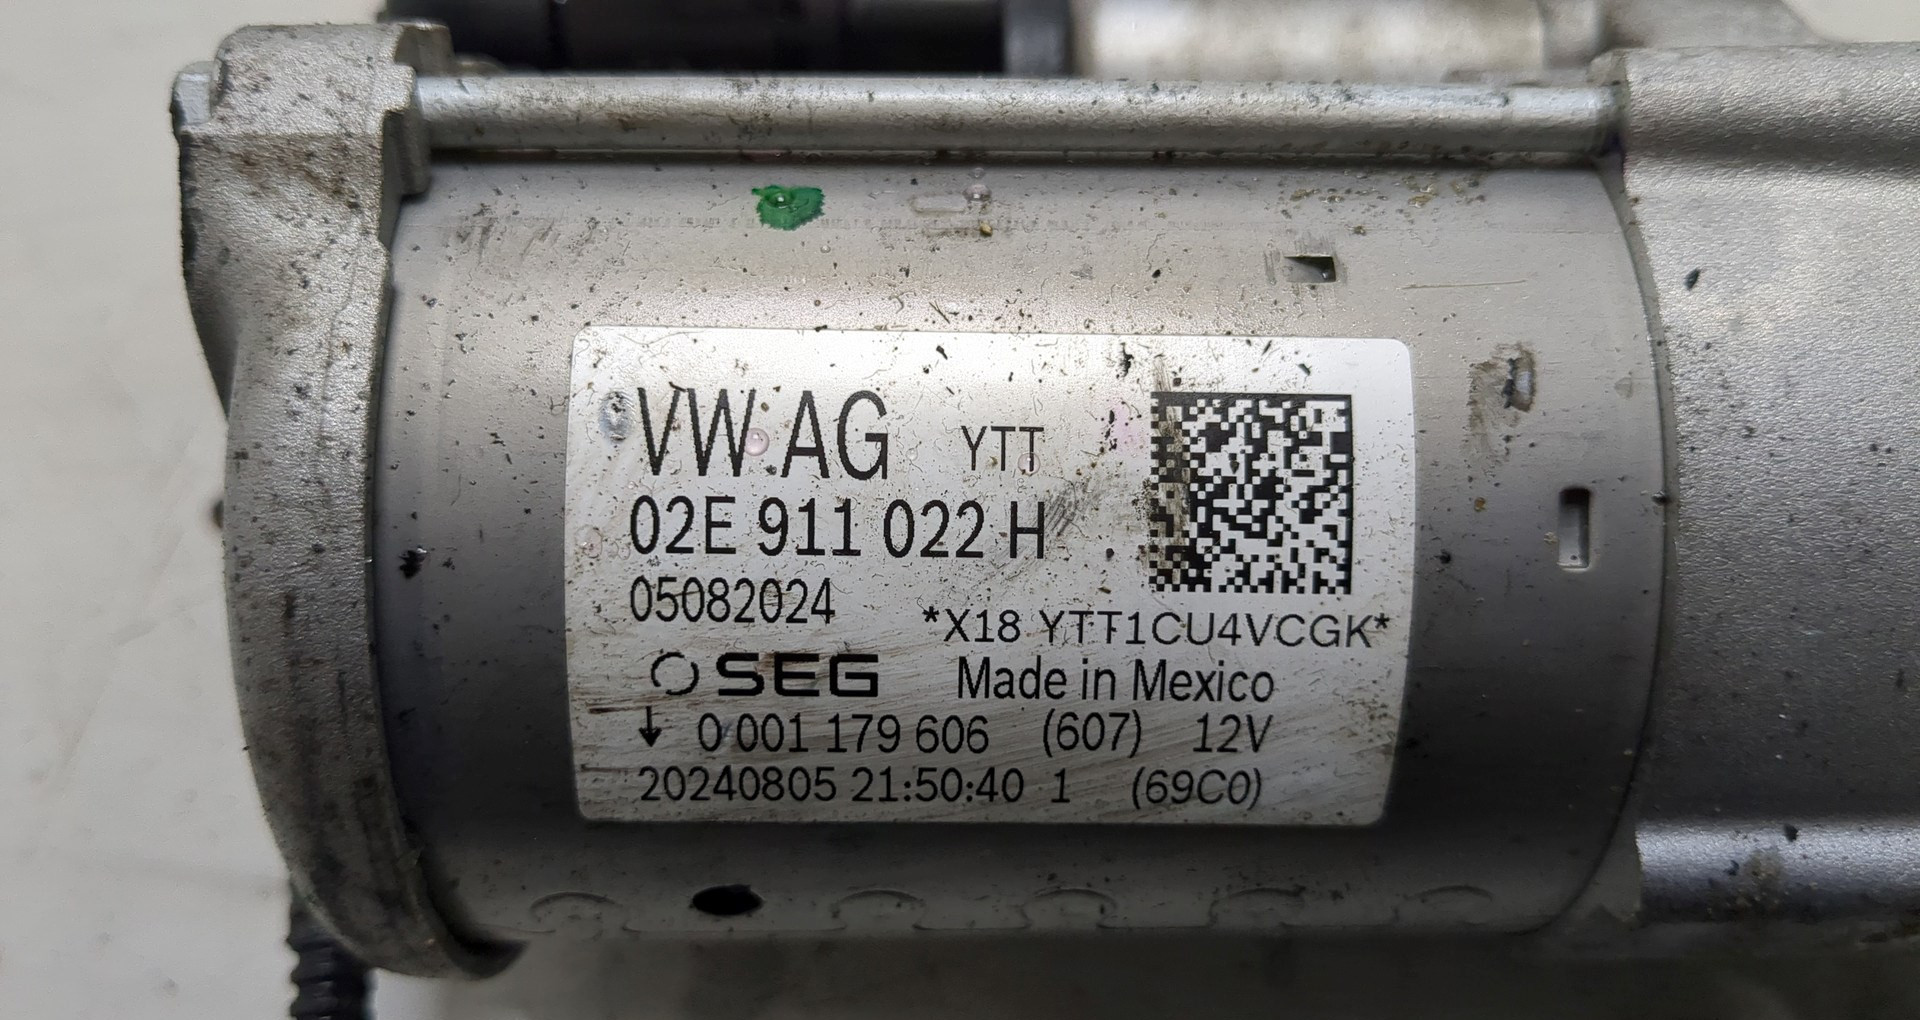 VW AG YTT
02E 911 022 H
05082024
*X18 YTT1CU4VCGK*
SEG Made in Mexico
↓ 0 001 179 606 (607) 12V
20240805 21:50:40 1 (69C0)